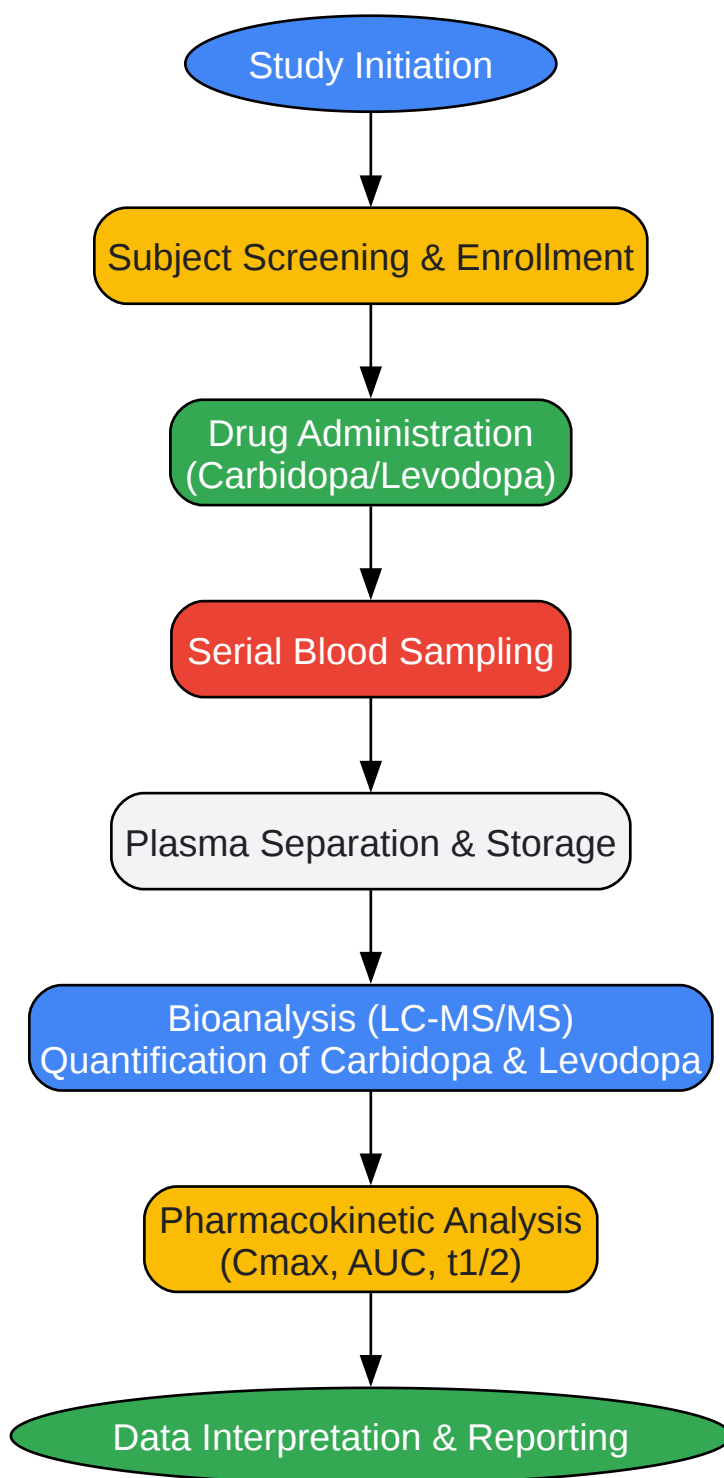 Study Initiation
Subject Screening & Enrollment
Drug Administration
(Carbidopa/Levodopa)
Serial Blood Sampling
Plasma Separation & Storage
Bioanalysis (LC-MS/MS)
Quantification of Carbidopa & Levodopa
Pharmacokinetic Analysis
(Cmax, AUC, t1/2)
Data Interpretation & Reporting